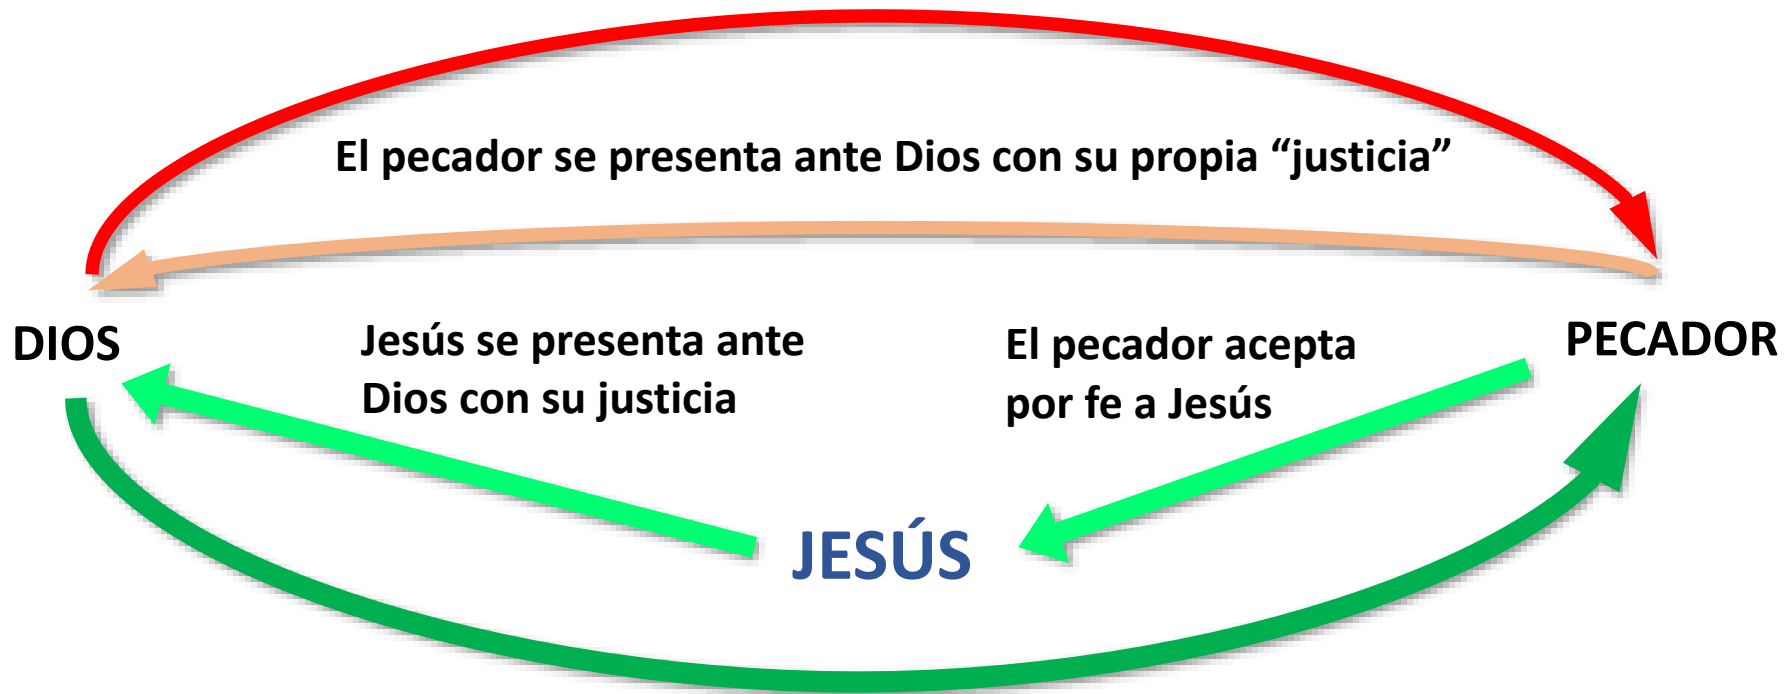 El pecador se presenta ante Dios con su propia “justicia”
DIOS
Jesús se presenta ante
Dios con su justicia
El pecador acepta
por fe a Jesús
PECADOR
JESÚS